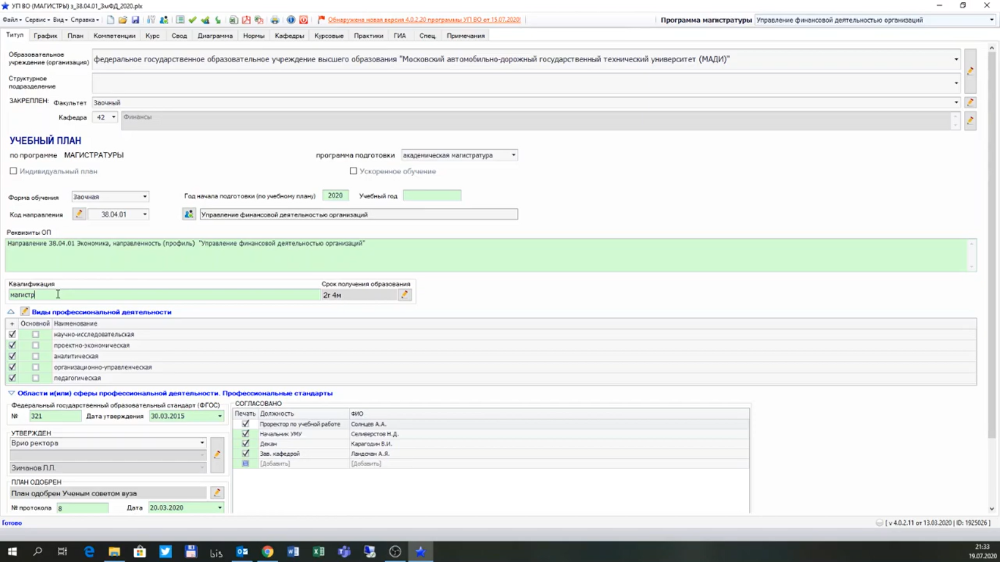 УП ВО (МАГИСТРЫ) з_38.04.01_ЗмФД_2020.plx
Файл Сервис Вид Справка Обнаружена новая версия 4.0.2.20 программы УП ВО от 15.07.2020! Программа магистратуры Управление финансовой деятельностью организаций
Титул График План Компетенции Курс Свод Диаграмма Нормы Кафедры Курсовые Практики ГИА Спец. Примечания
Образовательное учреждение (организация) федеральное государственное образовательное учреждение высшего образования "Московский автомобильно-дорожный государственный технический университет (МАДИ)"
Структурное подразделение
ЗАКРЕПЛЕН: Факультет Заочный
Кафедра 42 Финансы
УЧЕБНЫЙ ПЛАН
по программе МАГИСТРАТУРЫ программа подготовки академическая магистратура
Индивидуальный план Ускоренное обучение
Форма обучения Заочная Год начала подготовки (по учебному плану) 2020 Учебный год
Код направления 38.04.01 Управление финансовой деятельностью организаций
Реквизиты ОП
Направление 38.04.01 Экономика, направленность (профиль) "Управление финансовой деятельностью организаций"
Квалификация Срок получения образования
магистр 2г 4м
Виды профессиональной деятельности
+ Основной Наименование
научно-исследовательская
проектно-экономическая
аналитическая
организационно-управленческая
педагогическая
Области и(или) сферы профессиональной деятельности. Профессиональные стандарты
Федеральный государственный образовательный стандарт (ФГОС)
№ 321 Дата утверждения 30.03.2015
УТВЕРЖДЕН
Врио ректора
Зиманов Л.Л.
ПЛАН ОДОБРЕН
План одобрен Ученым советом вуза
№ протокола 8 Дата 20.03.2020
СОГЛАСОВАНО
Печать Должность ФИО
Проректор по учебной работе Солнцев А.А.
Начальник УМУ Селиверстов Н.Д.
Декан Карагодин В.И.
Зав. кафедрой Ландсман А.Я.
[Добавить] [Добавить]
Готово [ v 4.0.2.11 от 13.03.2020 | ID: 1925026 ]
bis
21:33
19.07.2020